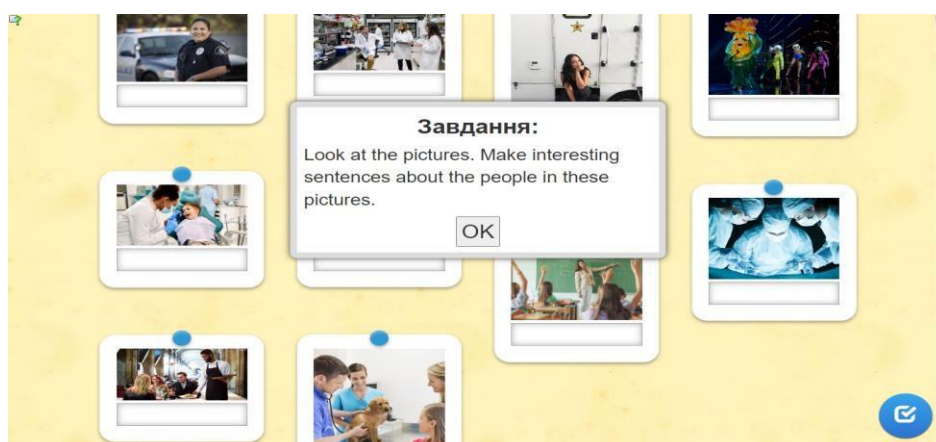 Завдання:
Look at the pictures. Make interesting
sentences about the people in these
pictures.
OK